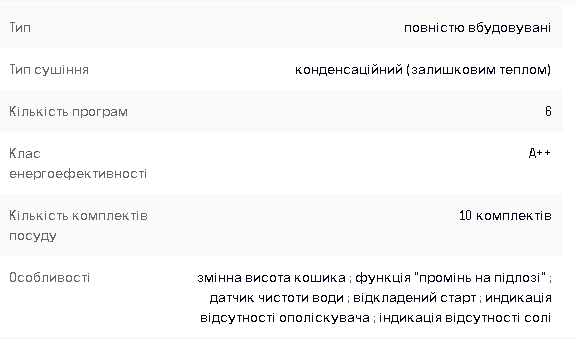 Тип
повністю вбудовувані
Тип сушіння
конденсаційний (залишковим теплом)
Кількість програм
6
Клас
енергоефективності
A++
Кількість комплектів
посуду
10 комплектів
Особливості
змінна висота кошика ; функція "промінь на підлозі" ;
датчик чистоти води ; відкладений старт ; индикація
відсутності ополіскувача ; індикація відсутності солі